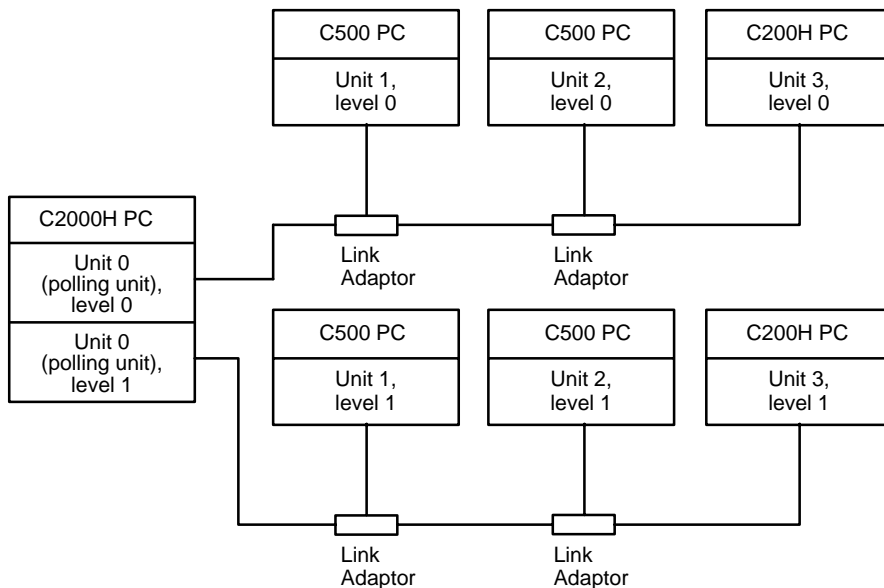 C500 PC
Unit 1,
level 0
C500 PC
Unit 2,
level 0
C200H PC
Unit 3,
level 0
C2000H PC
Unit 0
(polling unit),
level 0
Unit 0
(polling unit),
level 1
Link
Adaptor
Link
Adaptor
C500 PC
Unit 1,
level 1
C500 PC
Unit 2,
level 1
C200H PC
Unit 3,
level 1
Link
Adaptor
Link
Adaptor